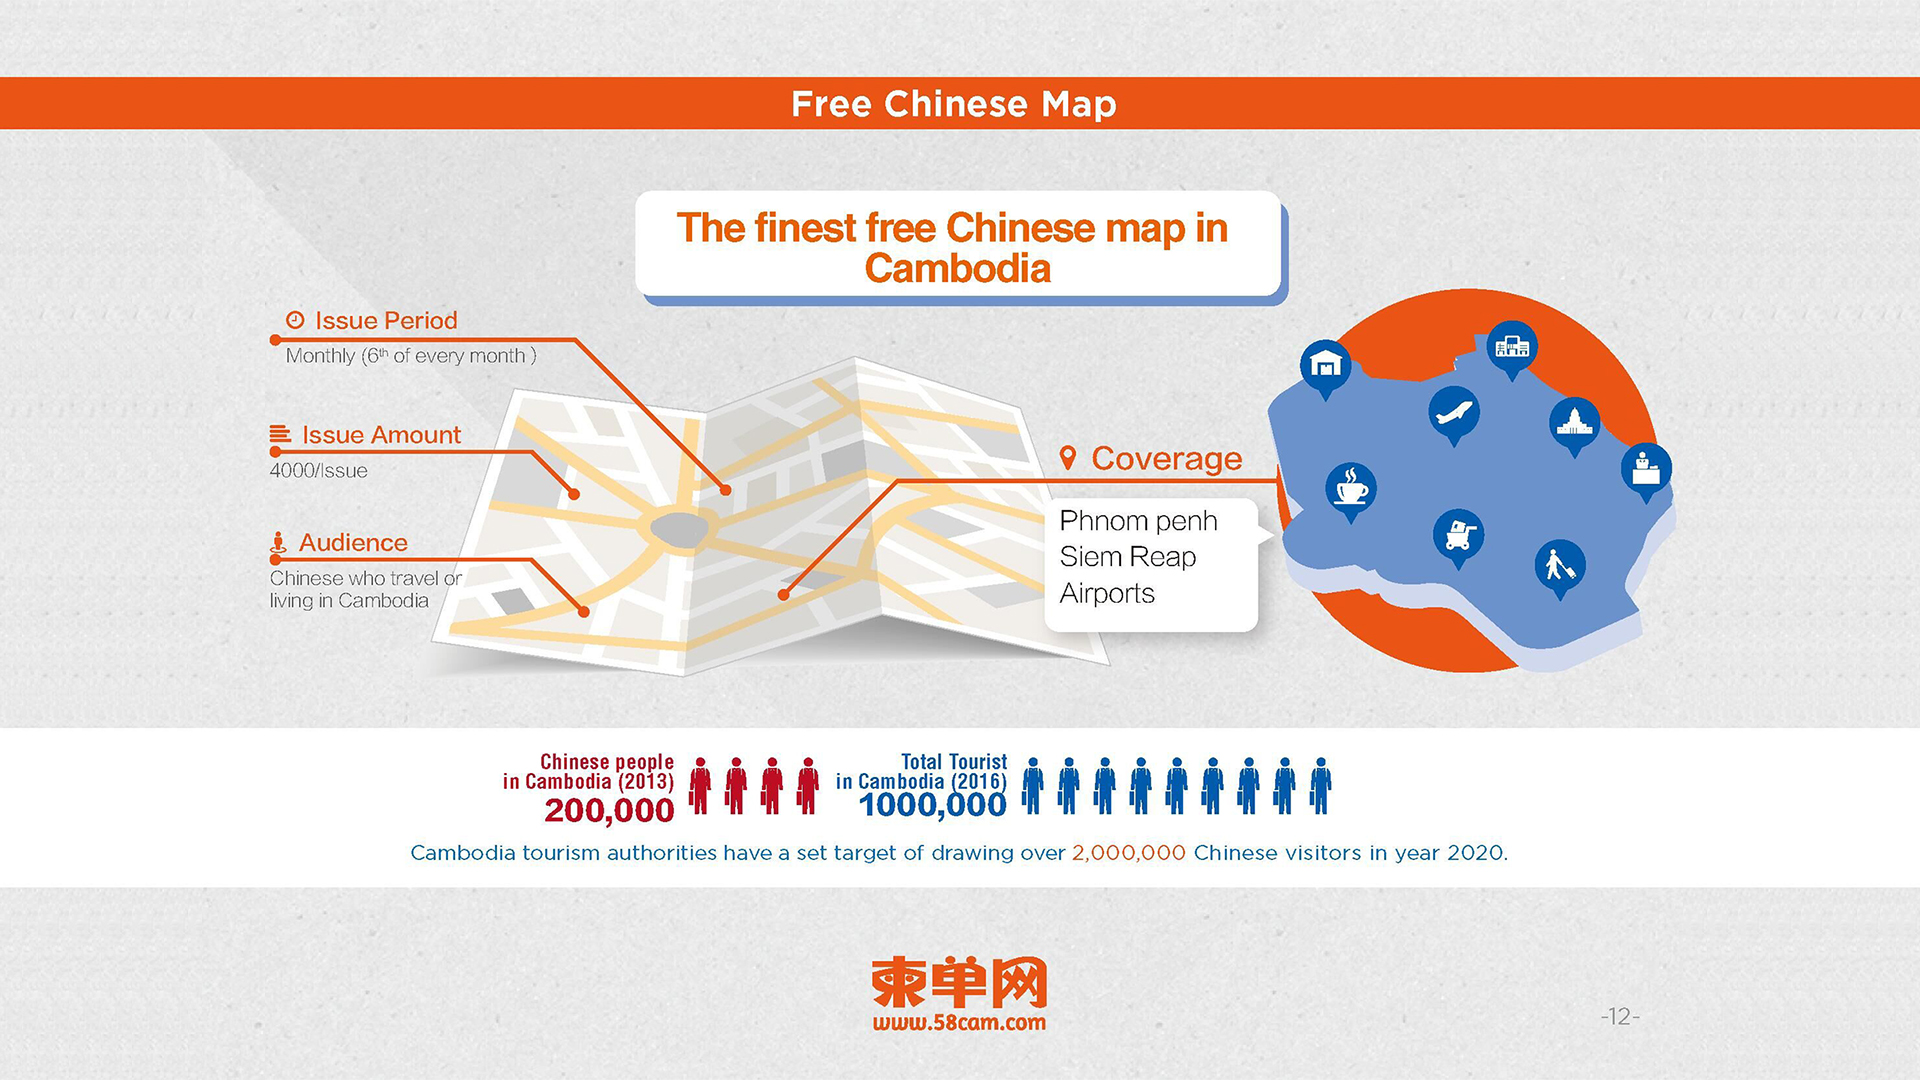 Free Chinese Map
The finest free Chinese map in
Cambodia
Issue Period
Monthly (6th of every month )
Issue Amount
4000/Issue
Audience
Chinese who travel or
living in Cambodia
Coverage
Phnom penh
Siem Reap
Airports
Chinese people
in Cambodia (2013)
200,000
Total Tourist
in Cambodia (2016)
1000,000
Cambodia tourism authorities have a set target of drawing over 2,000,000 Chinese visitors in year 2020.
柬单网
www.58cam.com
-12-